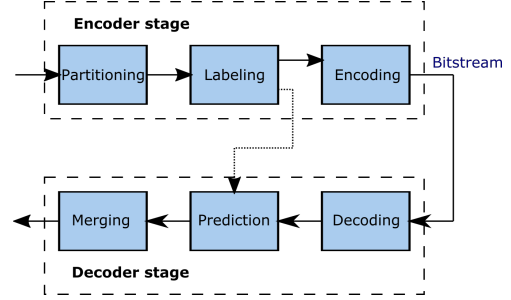 Encoder stage
Partitioning
Labeling
Encoding
Bitstream
Merging
Prediction
Decoding
Decoder stage